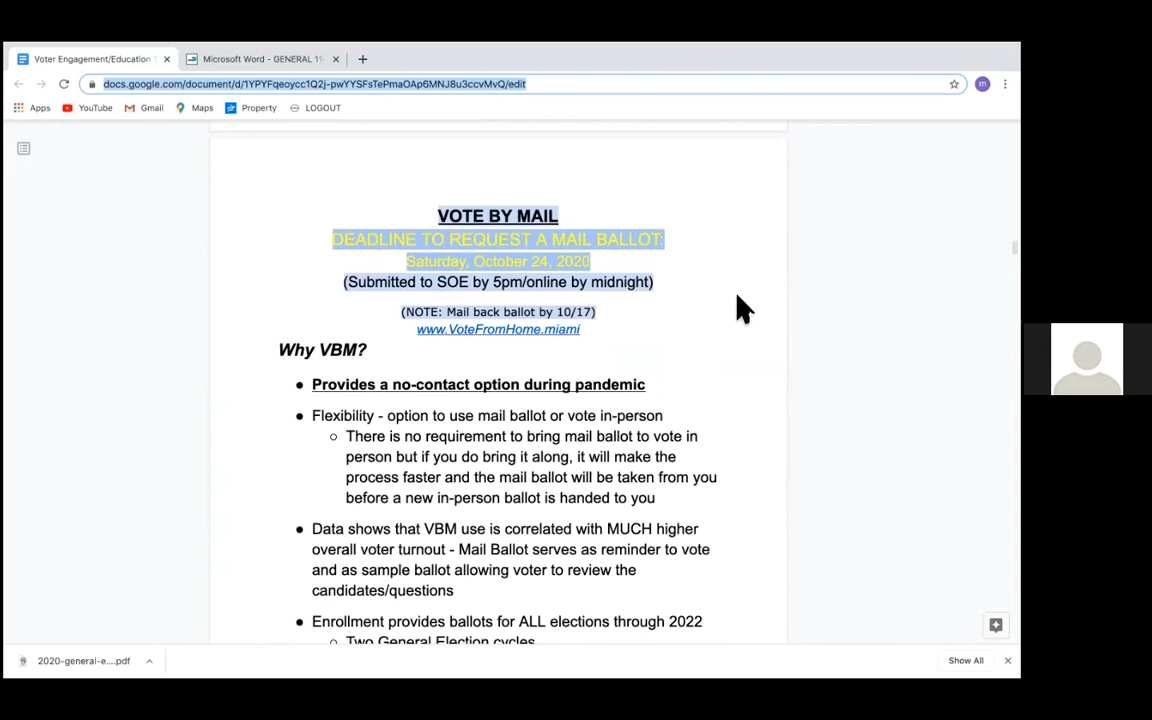 Voter Engagement/Education
Microsoft Word - GENERAL 11-
docs.google.com/document/d/1YPYFqeoycc1Q2j-pwYYSFsTePmaOAp6MNJ8u3ccvMvQ/edit
m
Apps YouTube Gmail Maps Property LOGOUT
VOTE BY MAIL
DEADLINE TO REQUEST A MAIL BALLOT:
Saturday, October 24, 2020
(Submitted to SOE by 5pm/online by midnight)
(NOTE: Mail back ballot by 10/17)
www.VoteFromHome.miami
Why VBM?
● Provides a no-contact option during pandemic
● Flexibility - option to use mail ballot or vote in-person
○ There is no requirement to bring mail ballot to vote in
person but if you do bring it along, it will make the
process faster and the mail ballot will be taken from you
before a new in-person ballot is handed to you
● Data shows that VBM use is correlated with MUCH higher
overall voter turnout - Mail Ballot serves as reminder to vote
and as sample ballot allowing voter to review the
candidates/questions
● Enrollment provides ballots for ALL elections through 2022
○ Two General Election cycles
2020-general-e....pdf
Show All